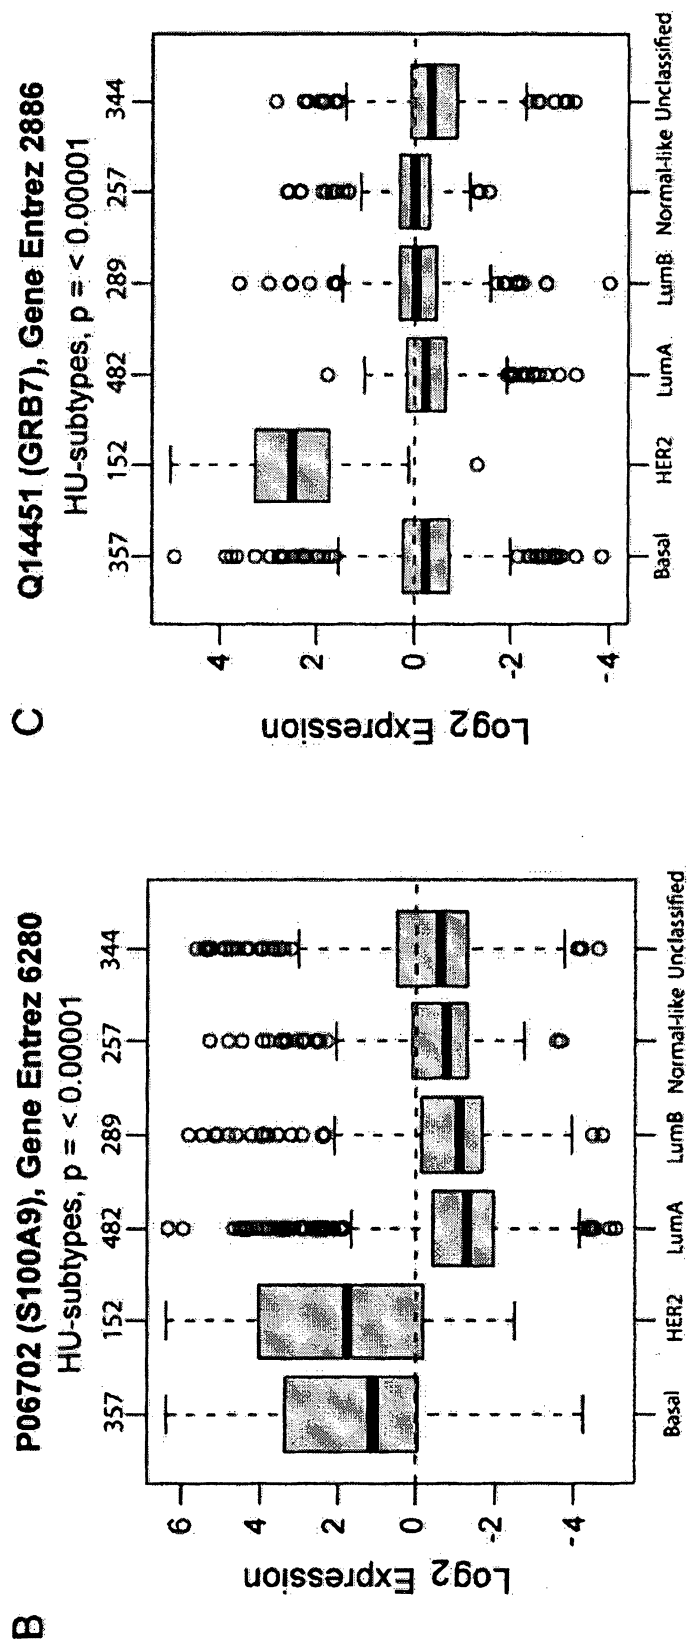 B
P06702 (S100A9), Gene Entrez 6280
HU-subtypes, p = < 0.00001
357 152 482 289 257 344
Log2 Expression
6
4
2
0
-2
-4
Basal HER2 LumA LumB Normal-like Unclassified
C
Q14451 (GRB7), Gene Entrez 2886
HU-subtypes, p = < 0.00001
357 152 482 289 257 344
Log2 Expression
4
2
0
-2
-4
Basal HER2 LumA LumB Normal-like Unclassified